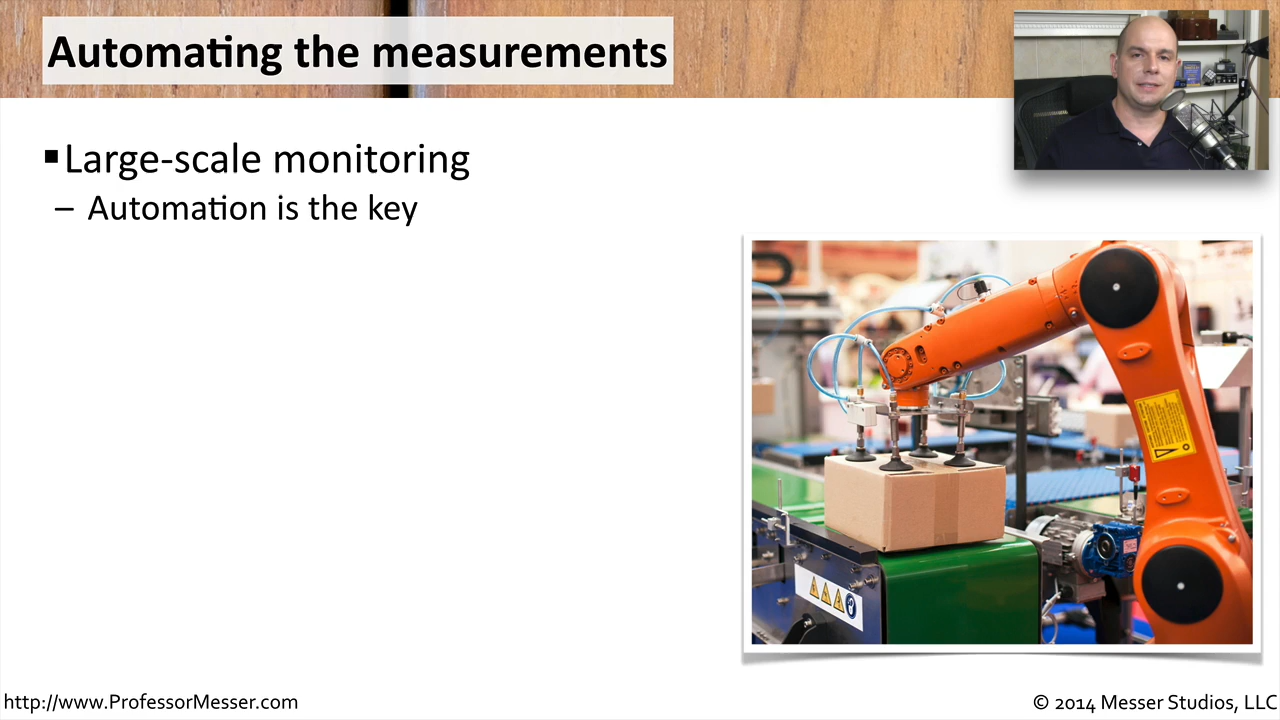 Automating the measurements
▪Large-scale monitoring
– Automation is the key
http://www.ProfessorMesser.com
© 2014 Messer Studios, LLC